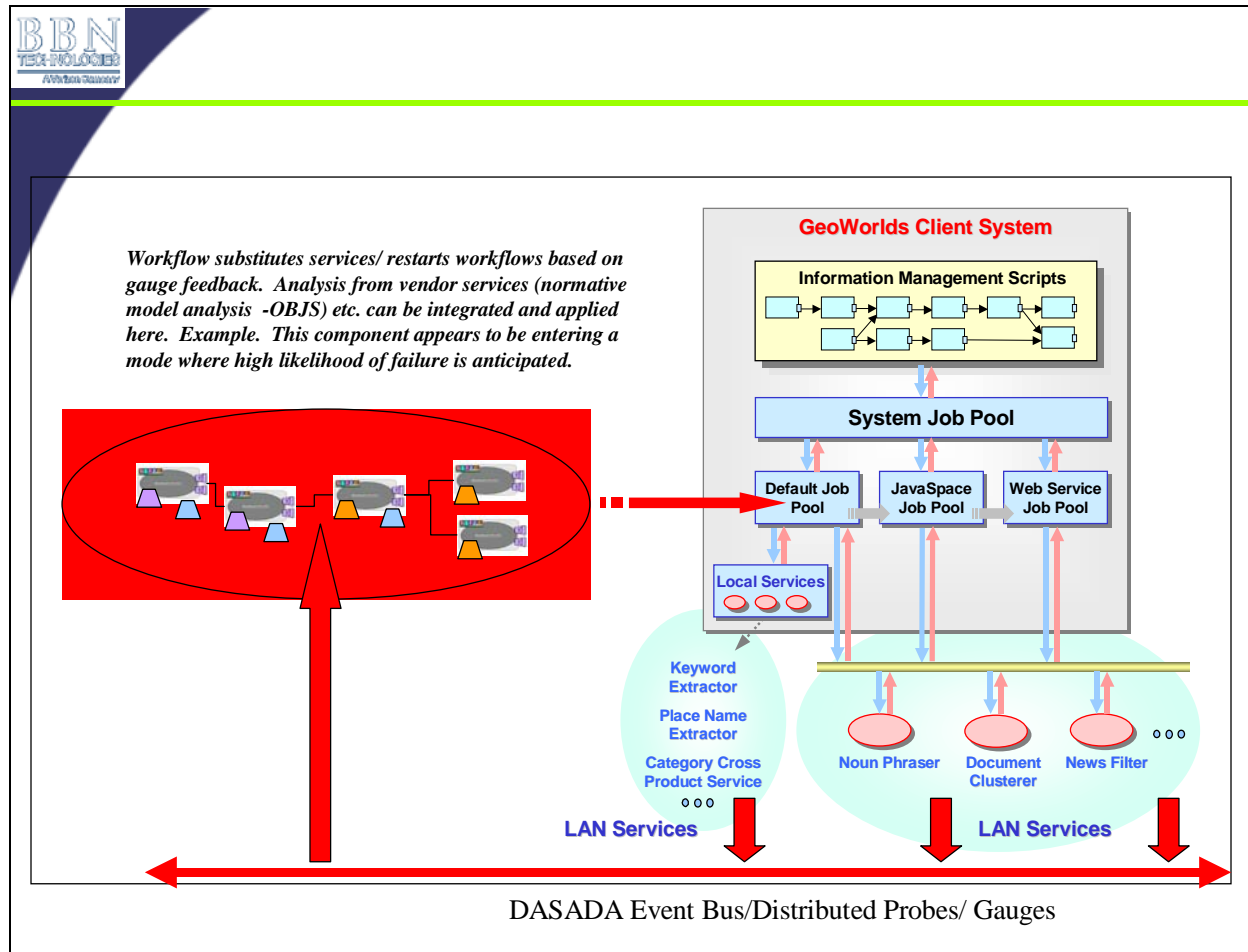 BBN
TECHNOLOGIES
A Verizon Company
Workflow substitutes services/ restarts workflows based on
gauge feedback.  Analysis from vendor services (normative
model analysis  -OBJS) etc. can be integrated and applied
here.  Example.  This component appears to be entering a
mode where high likelihood of failure is anticipated.
GeoWorlds Client System
Information Management Scripts
System Job Pool
Default Job
Pool
JavaSpace
Job Pool
Web Service
Job Pool
Local Services
Keyword
Extractor
Place Name
Extractor
Category Cross
Product Service
Noun Phraser
Document
Clusterer
News Filter
LAN Services
LAN Services
DASADA Event Bus/Distributed Probes/ Gauges